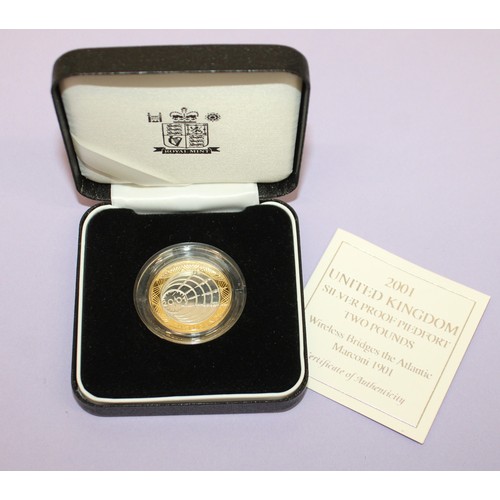 ROYAL MINT
2001
UNITED KINGDOM
SILVER PROOF PIEDFORT
TWO POUNDS
Wireless Bridges the Atlantic
Marconi 1901
Certificate of Authenticity